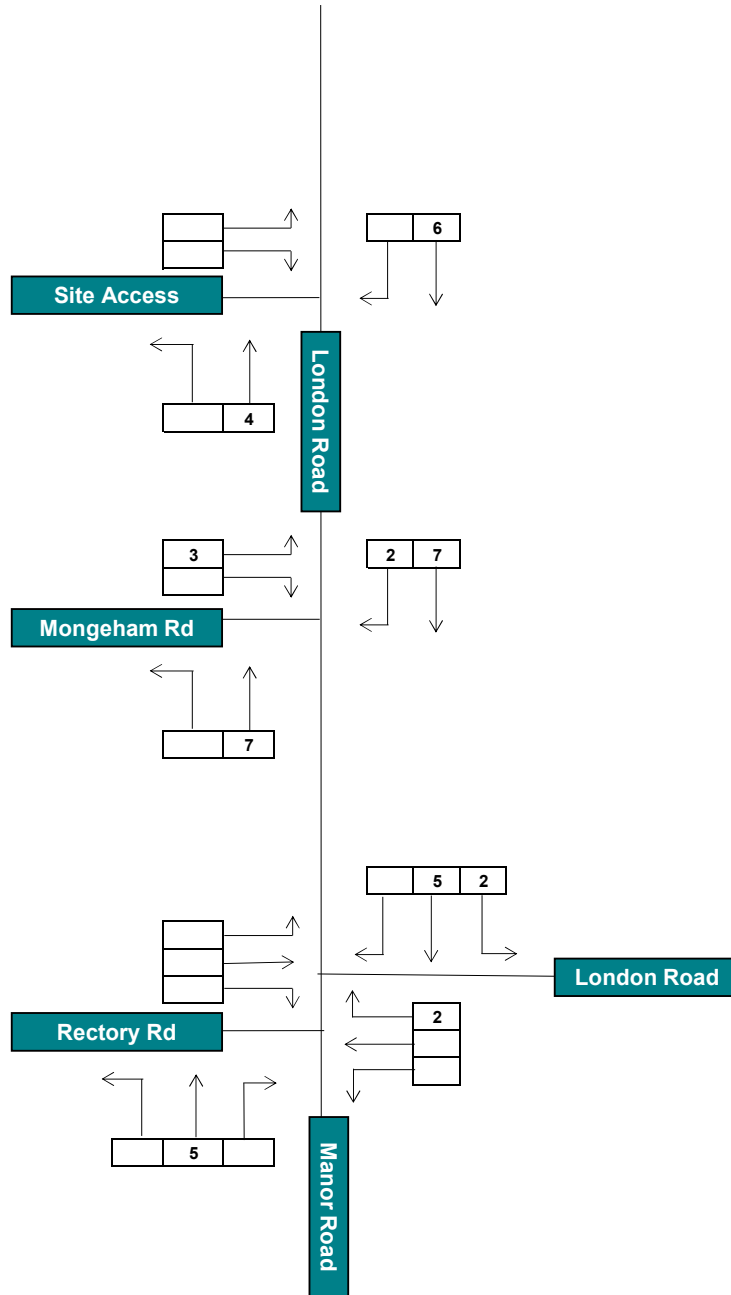 6
Site Access
London Road
4
3
2 7
Mongeham Rd
7
5 2
London Road
2
Rectory Rd
5
Manor Road